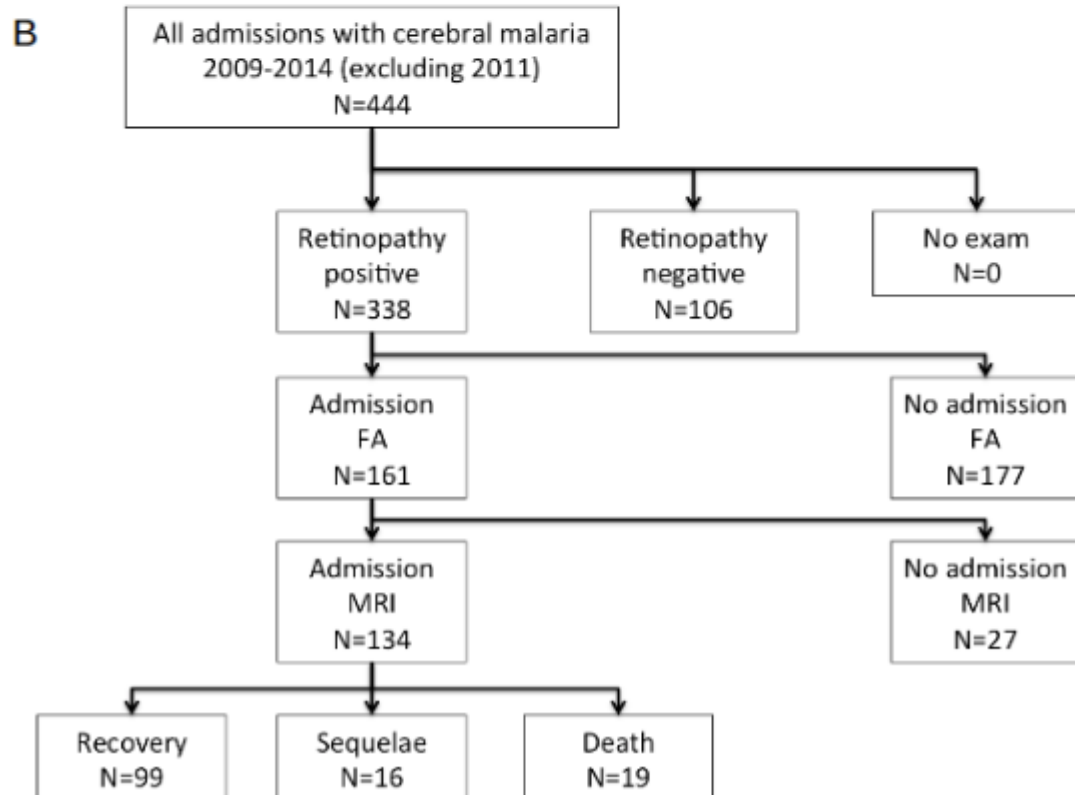 B
All admissions with cerebral malaria
2009-2014 (excluding 2011)
N=444
Retinopathy
positive
N=338
Retinopathy
negative
N=106
No exam
N=0
Admission
FA
N=161
No admission
FA
N=177
Admission
MRI
N=134
No admission
MRI
N=27
Recovery
N=99
Sequelae
N=16
Death
N=19